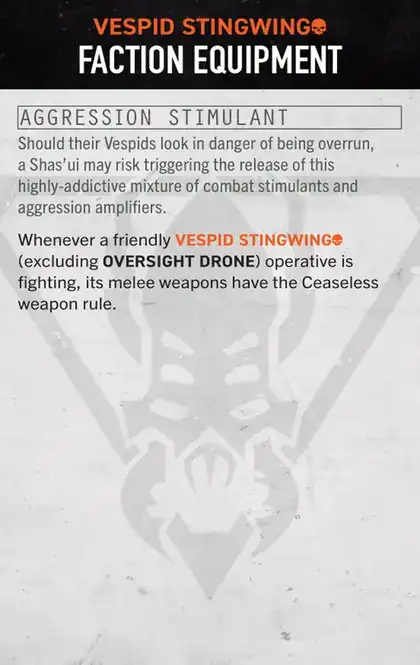 VESPID STINGWING
FACTION EQUIPMENT
AGGRESSION STIMULANT
Should their Vespids look in danger of being overrun,
a Shas'ui may risk triggering the release of this
highly-addictive mixture of combat stimulants and
aggression amplifiers.
Whenever a friendly VESPID STINGWING
(excluding OVERSIGHT DRONE) operative is
fighting, its melee weapons have the Ceaseless
weapon rule.